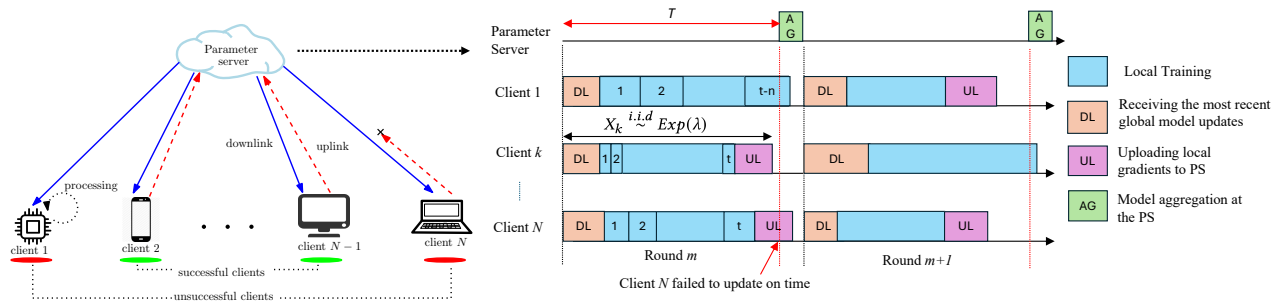 Parameter
server
downlink
uplink
processing
client 1
client 2
client N − 1
client N
successful clients
unsuccessful clients
T
Parameter
Server
A
G
A
G
Client 1
DL
1
2
t-n
DL
UL
X_k i.i.d ~ Exp(λ)
Client k
DL
1
2
t
UL
DL
Client N
DL
1
2
t
UL
DL
UL
Round m
Round m+1
Client N failed to update on time
Local Training
DL
Receiving the most recent
global model updates
UL
Uploading local
gradients to PS
AG
Model aggregation at
the PS